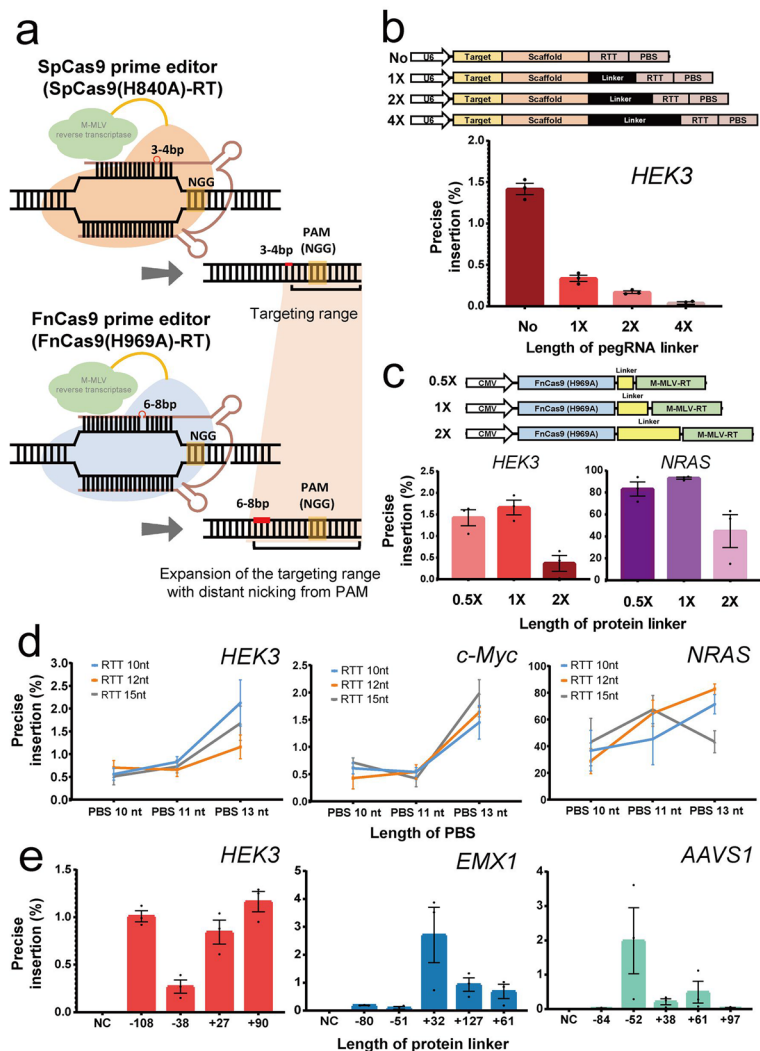 a
SpCas9 prime editor
(SpCas9(H840A)-RT)
M-MLV
reverse transcriptase
3-4bp
NGG
PAM
(NGG)
3-4bp
Targeting range
FnCas9 prime editor
(FnCas9(H969A)-RT)
M-MLV
reverse transcriptase
6-8bp
NGG
PAM
(NGG)
6-8bp
Expansion of the targeting range
with distant nicking from PAM
b
No U6 Target Scaffold RTT PBS
1X U6 Target Scaffold Linker RTT PBS
2X U6 Target Scaffold Linker RTT PBS
4X U6 Target Scaffold Linker RTT PBS
HEK3
Precise
insertion (%)
2.0
1.5
1.0
0.5
0.0
No 1X 2X 4X
Length of pegRNA linker
c
Linker
0.5X CMV FnCas9 (H969A) M-MLV-RT
Linker
1X CMV FnCas9 (H969A) M-MLV-RT
Linker
2X CMV FnCas9 (H969A) M-MLV-RT
HEK3
Precise
insertion (%)
2.5
2.0
1.5
1.0
0.5
0.0
0.5X 1X 2X
NRAS
100
80
60
40
20
0
0.5X 1X 2X
Length of protein linker
d
HEK3
RTT 10nt
RTT 12nt
RTT 15nt
Precise
insertion (%)
3.0
2.5
2.0
1.5
1.0
0.5
0.0
PBS 10 nt PBS 11 nt PBS 13 nt
c-Myc
RTT 10nt
RTT 12nt
RTT 15nt
2.5
2.0
1.5
1.0
0.5
0.0
PBS 10 nt PBS 11 nt PBS 13 nt
NRAS
RTT 10nt
RTT 12nt
RTT 15nt
100
80
60
40
20
0
PBS 10 nt PBS 11 nt PBS 13 nt
Length of PBS
e
HEK3
Precise
insertion (%)
1.5
1.0
0.5
0.0
NC -108 -38 +27 +90
EMX1
5
4
3
2
1
0
NC -80 -51 +32 +127 +61
AAVS1
4
3
2
1
0
NC -84 -52 +38 +61 +97
Length of protein linker